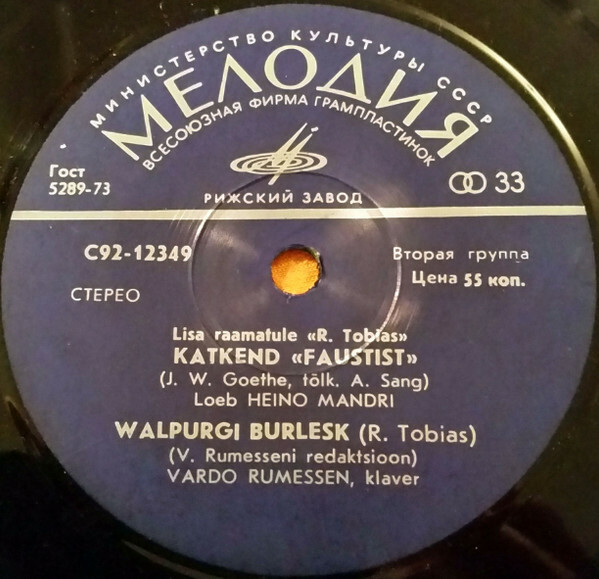 МИНИСТЕРСТВО КУЛЬТУРЫ СССР
МЕЛОДИЯ
ВСЕСОЮЗНАЯ ФИРМА ГРАМПЛАСТИНОК
Гост
5289-73
33
РИЖСКИЙ ЗАВОД
С92-12349
Вторая группа
Цена 55 коп.
СТЕРЕО
Lisa raamatule «R. Tobias»
KATKEND «FAUSTIST»
(J. W. Goethe, tõlk. A. Sang)
Loeb HEINO MANDRI
WALPURGI BURLESK (R. Tobias)
(V. Rumesseni redaktsioon)
VARDO RUMESSEN, klaver